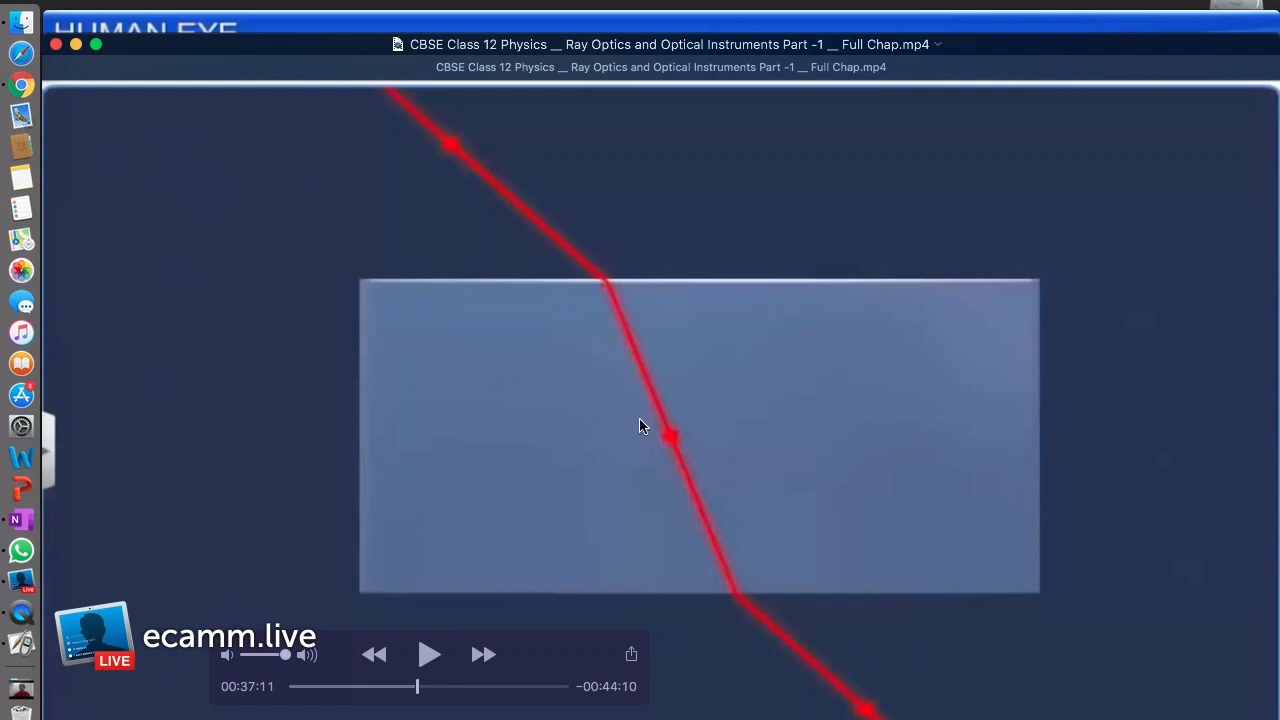 HUMAN EYE
CBSE Class 12 Physics __ Ray Optics and Optical Instruments Part -1 __ Full Chap.mp4
CBSE Class 12 Physics __ Ray Optics and Optical Instruments Part -1 __ Full Chap.mp4
ecamm.live
LIVE
00:37:11
−00:44:10